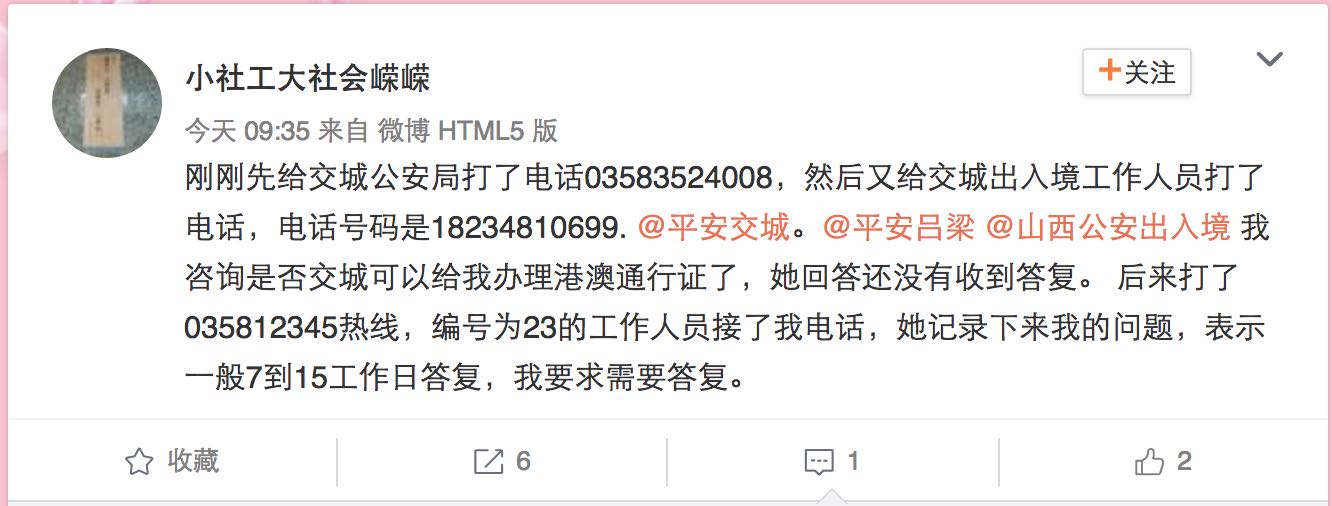 小社工大社会嵘嵘
+关注
今天 09:35 来自 微博 HTML5 版
刚刚先给交城公安局打了电话03583524008，然后又给交城出入境工作人员打了
电话，电话号码是18234810699. @平安交城。@平安吕梁 @山西公安出入境 我
咨询是否交城可以给我办理港澳通行证了，她回答还没有收到答复。 后来打了
035812345热线，编号为23的工作人员接了我电话，她记录下来我的问题，表示
一般7到15工作日答复，我要求需要答复。
收藏 6 1 2